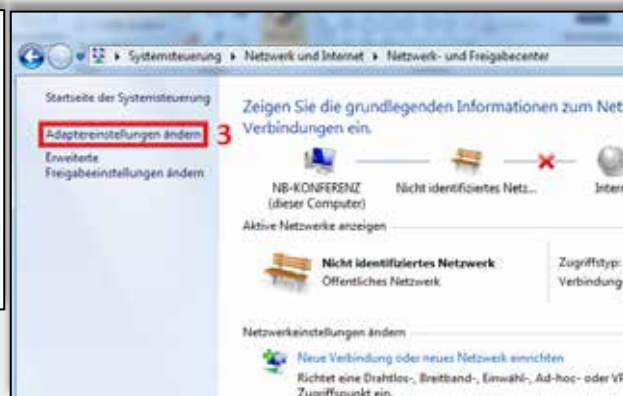 Systemsteuerung ▸ Netzwerk und Internet ▸ Netzwerk- und Freigabecenter
Startseite der Systemsteuerung
Adaptereinstellungen ändern 3
Erweiterte
Freigabeeinstellungen ändern
Zeigen Sie die grundlegenden Informationen zum Net
Verbindungen ein.
NB-KONFERENZ
(dieser Computer)
Nicht identifiziertes Netz...
Intern
Aktive Netzwerke anzeigen
Nicht identifiziertes Netzwerk
Öffentliches Netzwerk
Zugriffstyp:
Verbindunge
Netzwerkeinstellungen ändern
Neue Verbindung oder neues Netzwerk einrichten
Richtet eine Drahtlos-, Breitband-, Einwähl-, Ad-hoc- oder VP
Zugriffspunkt ein.